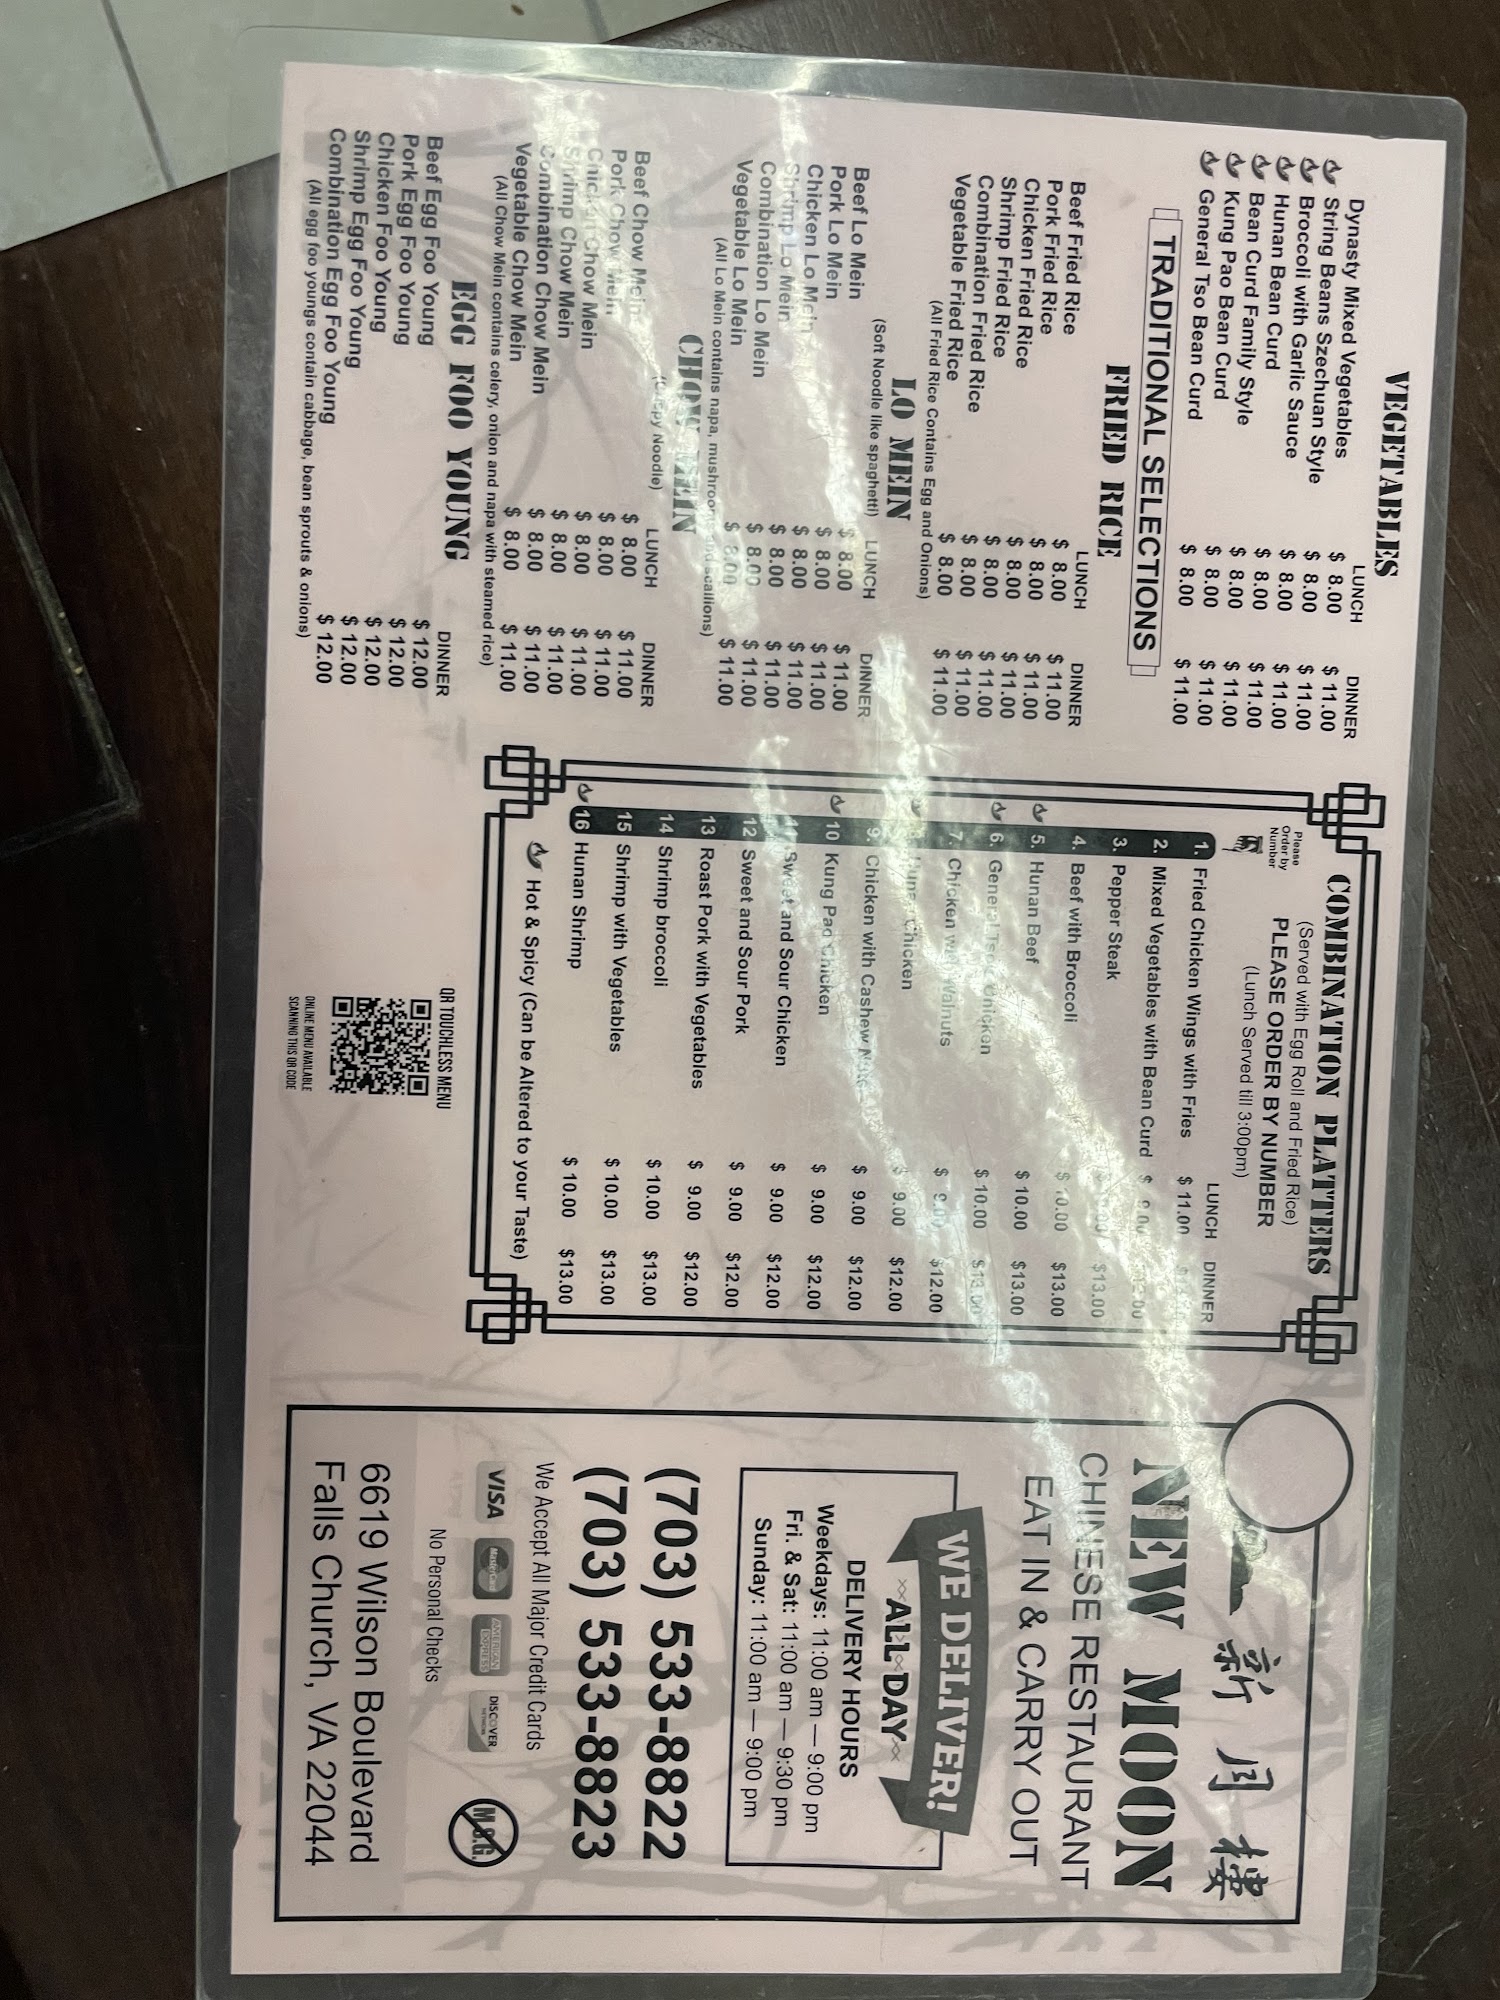 VEGETABLES
LUNCH DINNER
Dynasty Mixed Vegetables $ 8.00 $ 11.00
String Beans Szechuan Style $ 8.00 $ 11.00
Broccoli with Garlic Sauce $ 8.00 $ 11.00
Hunan Bean Curd $ 8.00 $ 11.00
Bean Curd Family Style $ 8.00 $ 11.00
Kung Pao Bean Curd $ 8.00 $ 11.00
General Tso Bean Curd $ 8.00 $ 11.00
TRADITIONAL SELECTIONS
FRIED RICE
LUNCH DINNER
Beef Fried Rice $ 8.00 $ 11.00
Pork Fried Rice $ 8.00 $ 11.00
Chicken Fried Rice $ 8.00 $ 11.00
Shrimp Fried Rice $ 8.00 $ 11.00
Combination Fried Rice $ 8.00 $ 11.00
Vegetable Fried Rice $ 8.00 $ 11.00
(All Fried Rice Contains Egg and Onions)
LO MEIN
(Soft Noodle like spaghetti)
LUNCH DINNER
Beef Lo Mein $ 8.00 $ 11.00
Pork Lo Mein $ 8.00 $ 11.00
Chicken Lo Mein $ 8.00 $ 11.00
Shrimp Lo Mein $ 8.00 $ 11.00
Combination Lo Mein $ 8.00 $ 11.00
Vegetable Lo Mein $ 8.00 $ 11.00
(All Lo Mein contains napa, mushroom and scallions)
CHOW MEIN
(Crispy Noodle)
LUNCH DINNER
Beef Chow Mein $ 8.00 $ 11.00
Pork Chow Mein $ 8.00 $ 11.00
Chicken Chow Mein $ 8.00 $ 11.00
Shrimp Chow Mein $ 8.00 $ 11.00
Combination Chow Mein $ 8.00 $ 11.00
Vegetable Chow Mein $ 8.00 $ 11.00
(All Chow Mein contains celery, onion and napa with steamed rice)
EGG FOO YOUNG
DINNER
Beef Egg Foo Young $ 12.00
Pork Egg Foo Young $ 12.00
Chicken Foo Young $ 12.00
Shrimp Egg Foo Young $ 12.00
Combination Egg Foo Young $ 12.00
(All egg foo youngs contain cabbage, bean sprouts & onions)
COMBINATION PLATTERS
(Served with Egg Roll and Fried Rice)
Please
Order by
Number
PLEASE ORDER BY NUMBER
(Lunch Served till 3:00pm)
LUNCH DINNER
1. Fried Chicken Wings with Fries $ 11.00
2. Mixed Vegetables with Bean Curd
3. Pepper Steak $13.00
4. Beef with Broccoli $ 10.00 $13.00
5. Hunan Beef $ 10.00 $13.00
6. General Tso's Chicken $ 10.00 $13.00
7. Chicken with Walnuts $ 9.00 $12.00
Hunan Chicken $ 9.00 $12.00
9. Chicken with Cashew Nuts $ 9.00 $12.00
10 Kung Pao Chicken $ 9.00 $12.00
11 Sweet and Sour Chicken $ 9.00 $12.00
12 Sweet and Sour Pork $ 9.00 $12.00
13 Roast Pork with Vegetables $ 9.00 $12.00
14 Shrimp broccoli $ 10.00 $13.00
15 Shrimp with Vegetables $ 10.00 $13.00
16 Hunan Shrimp $ 10.00 $13.00
Hot & Spicy (Can be Altered to your Taste)
QR TOUCHLESS MENU
ONLINE MENU AVAILABLE
SCANNING THIS QR CODE
新月樓
NEW MOON
CHINESE RESTAURANT
EAT IN & CARRY OUT
WE DELIVER!
ALL DAY
DELIVERY HOURS
Weekdays: 11:00 am — 9:00 pm
Fri. & Sat: 11:00 am — 9:30 pm
Sunday: 11:00 am — 9:00 pm
(703) 533-8822
(703) 533-8823
We Accept All Major Credit Cards
VISA MasterCard AMERICAN EXPRESS DISCOVER
M.S.G.
No Personal Checks
6619 Wilson Boulevard
Falls Church, VA 22044